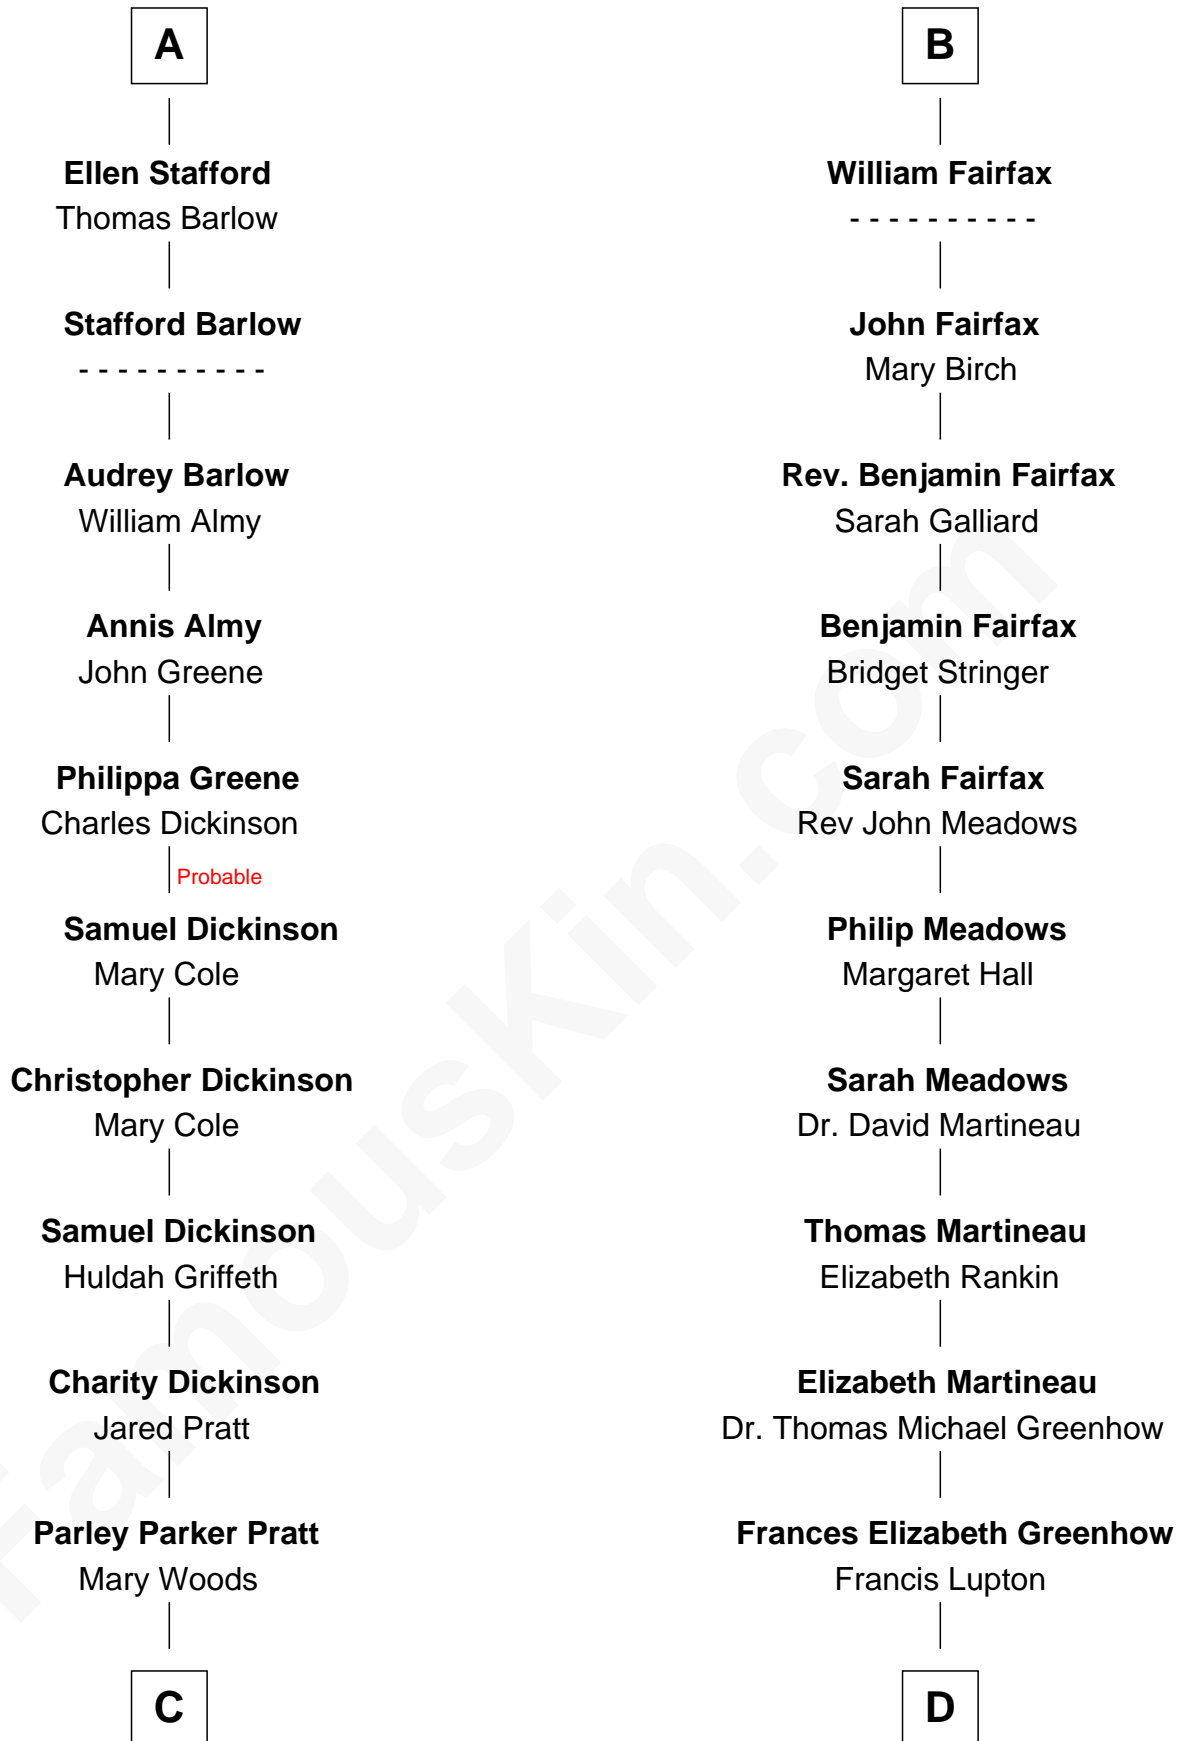 A
Ellen Stafford
Thomas Barlow
Stafford Barlow
- - - - - - - - - -
Audrey Barlow
William Almy
Annis Almy
John Greene
Philippa Greene
Charles Dickinson
Probable
Samuel Dickinson
Mary Cole
Christopher Dickinson
Mary Cole
Samuel Dickinson
Huldah Griffeth
Charity Dickinson
Jared Pratt
Parley Parker Pratt
Mary Woods
C
B
William Fairfax
- - - - - - - - - -
John Fairfax
Mary Birch
Rev. Benjamin Fairfax
Sarah Galliard
Benjamin Fairfax
Bridget Stringer
Sarah Fairfax
Rev John Meadows
Philip Meadows
Margaret Hall
Sarah Meadows
Dr. David Martineau
Thomas Martineau
Elizabeth Rankin
Elizabeth Martineau
Dr. Thomas Michael Greenhow
Frances Elizabeth Greenhow
Francis Lupton
D
FamousKin.com